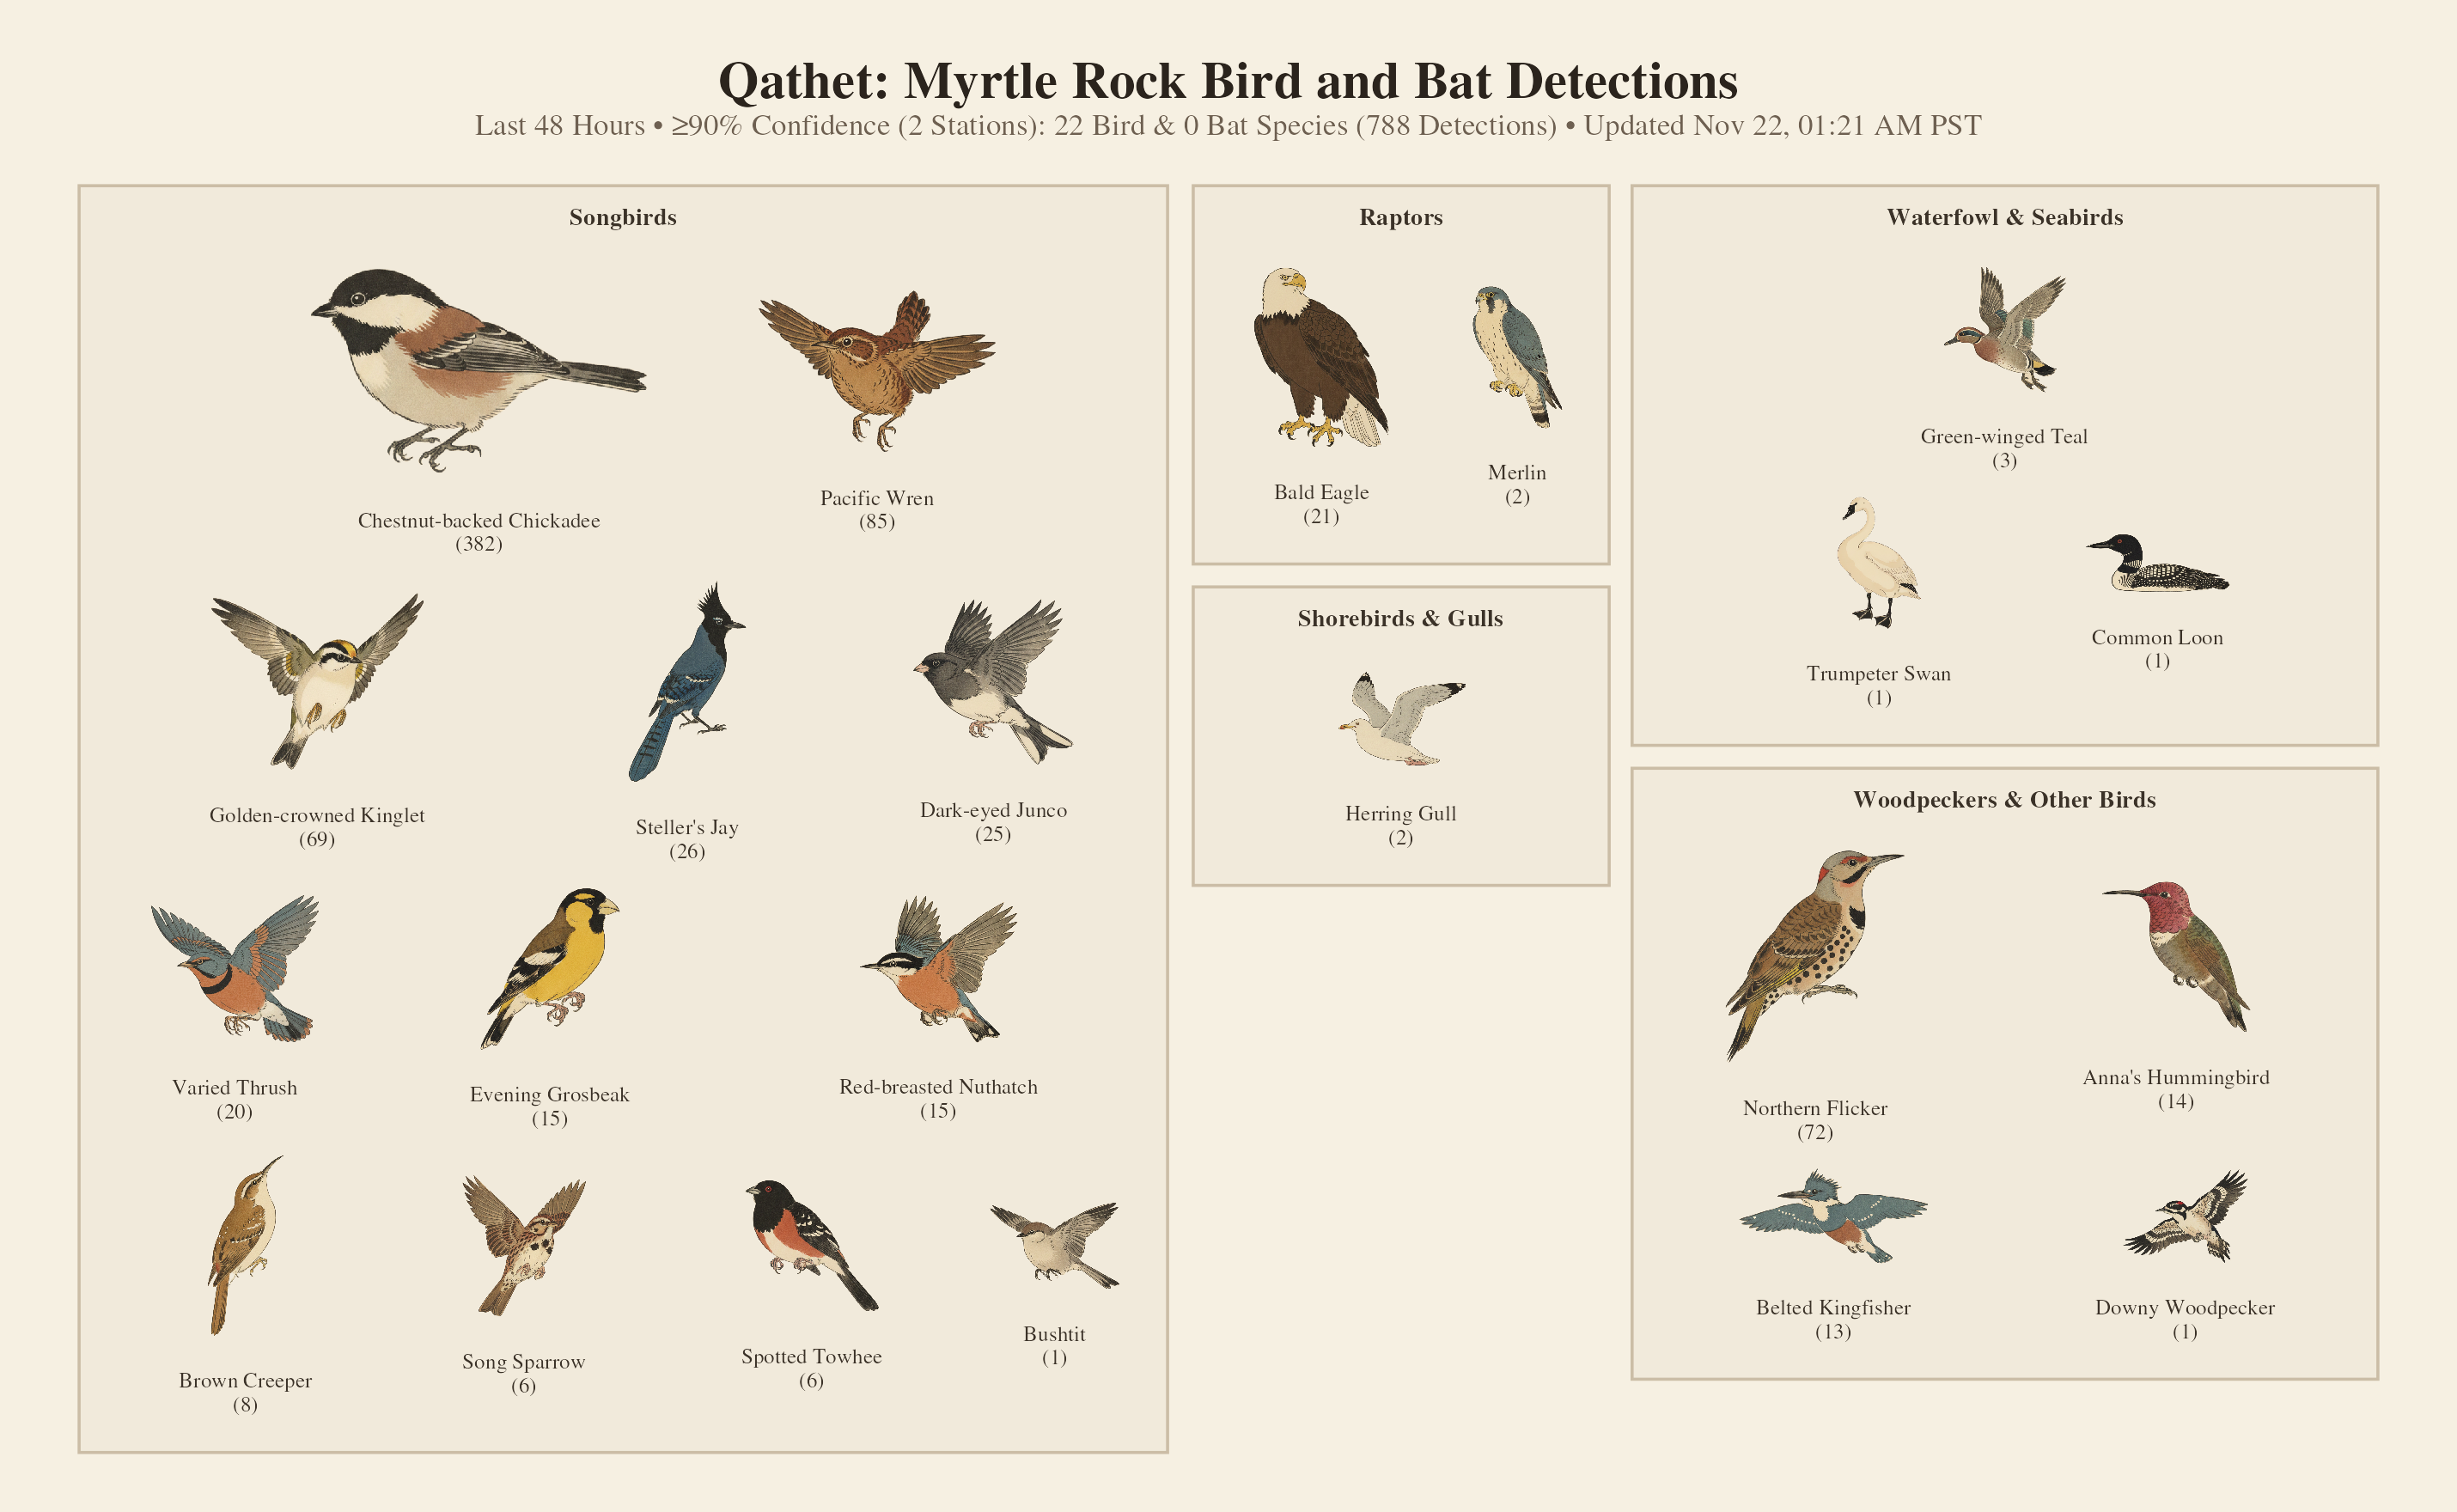 Qathet: Myrtle Rock Bird and Bat Detections
Last 48 Hours • ≥90% Confidence (2 Stations): 22 Bird & 0 Bat Species (788 Detections) • Updated Nov 22, 01:21 AM PST
Songbirds
Chestnut-backed Chickadee
(382)
Pacific Wren
(85)
Golden-crowned Kinglet
(69)
Steller's Jay
(26)
Dark-eyed Junco
(25)
Varied Thrush
(20)
Evening Grosbeak
(15)
Red-breasted Nuthatch
(15)
Brown Creeper
(8)
Song Sparrow
(6)
Spotted Towhee
(6)
Bushtit
(1)
Raptors
Bald Eagle
(21)
Merlin
(2)
Shorebirds & Gulls
Herring Gull
(2)
Waterfowl & Seabirds
Green-winged Teal
(3)
Trumpeter Swan
(1)
Common Loon
(1)
Woodpeckers & Other Birds
Northern Flicker
(72)
Anna's Hummingbird
(14)
Belted Kingfisher
(13)
Downy Woodpecker
(1)